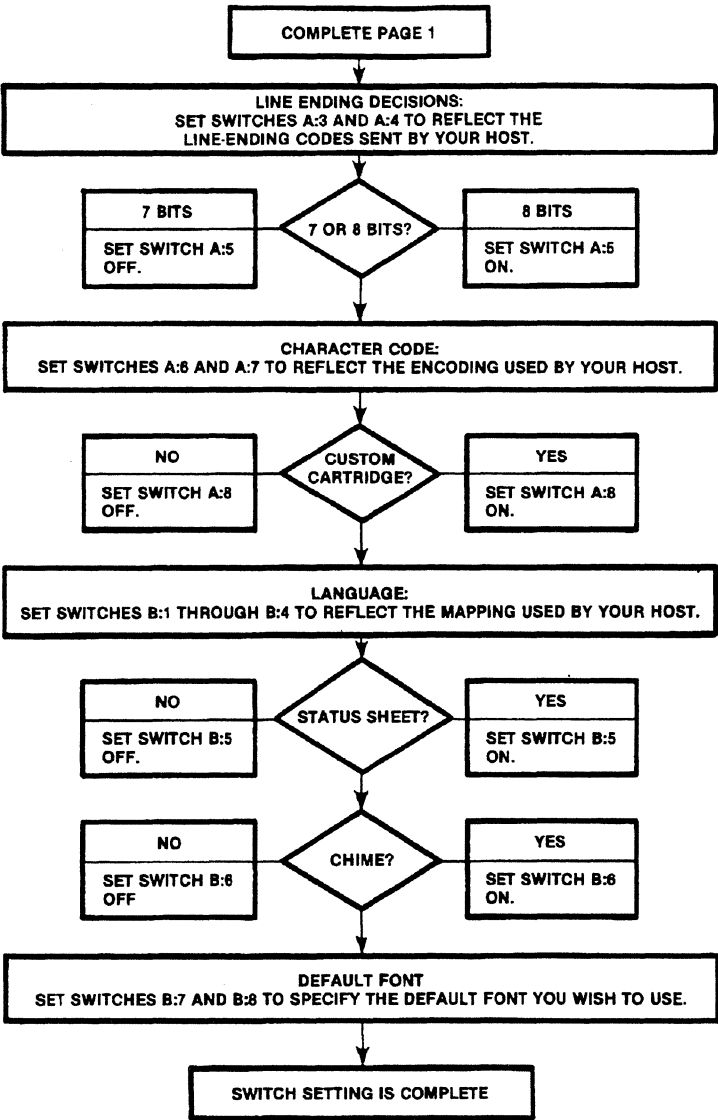 COMPLETE PAGE 1
LINE ENDING DECISIONS:
SET SWITCHES A:3 AND A:4 TO REFLECT THE
LINE-ENDING CODES SENT BY YOUR HOST.
7 BITS
SET SWITCH A:5
OFF.
7 OR 8 BITS?
8 BITS
SET SWITCH A:5
ON.
CHARACTER CODE:
SET SWITCHES A:6 AND A:7 TO REFLECT THE ENCODING USED BY YOUR HOST.
NO
SET SWITCH A:8
OFF.
CUSTOM
CARTRIDGE?
YES
SET SWITCH A:8
ON.
LANGUAGE:
SET SWITCHES B:1 THROUGH B:4 TO REFLECT THE MAPPING USED BY YOUR HOST.
NO
SET SWITCH B:5
OFF.
STATUS SHEET?
YES
SET SWITCH B:5
ON.
NO
SET SWITCH B:6
OFF
CHIME?
YES
SET SWITCH B:6
ON.
DEFAULT FONT
SET SWITCHES B:7 AND B:8 TO SPECIFY THE DEFAULT FONT YOU WISH TO USE.
SWITCH SETTING IS COMPLETE